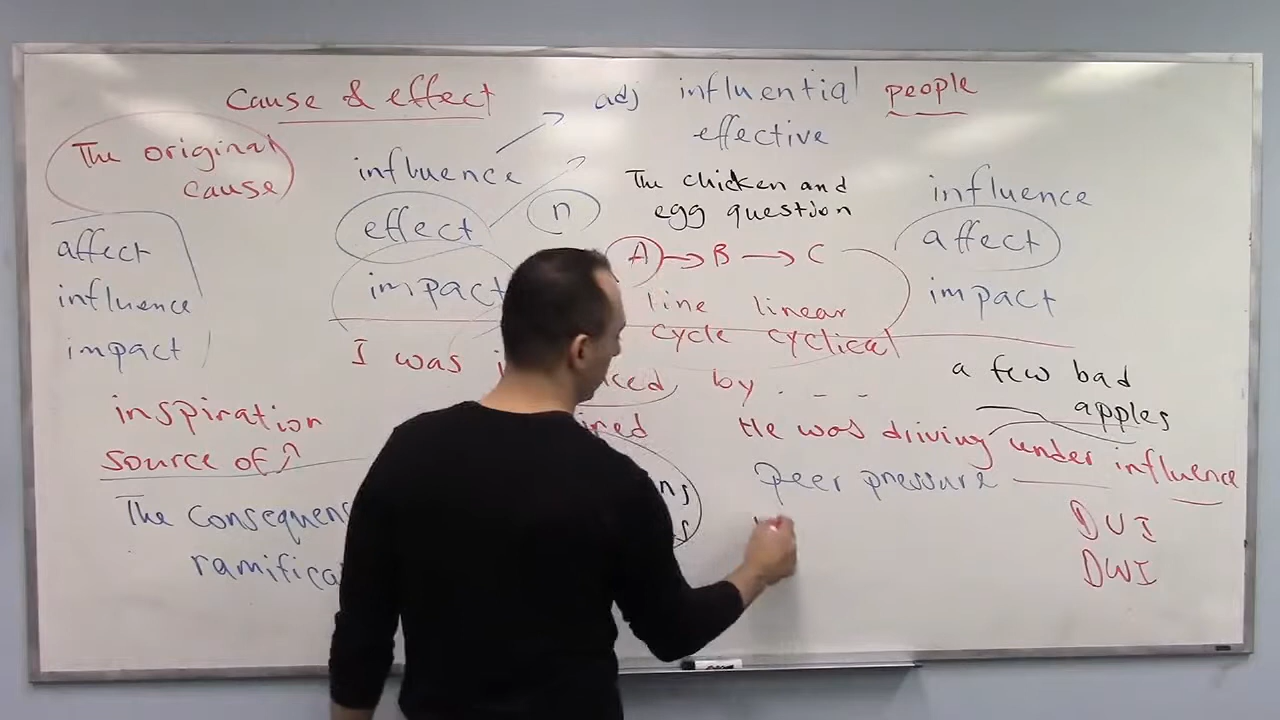 Cause & effect
adj influential people
effective
The original
cause
influence
effect
n
impact
The chicken and
egg question
A → B → C
line linear
cycle cyclical
influence
affect
impact
affect
influence
impact
I was
by . - -
a few bad
apples
inspiration
source of
He was driving under influence
peer pressure
The
DUI
DWI